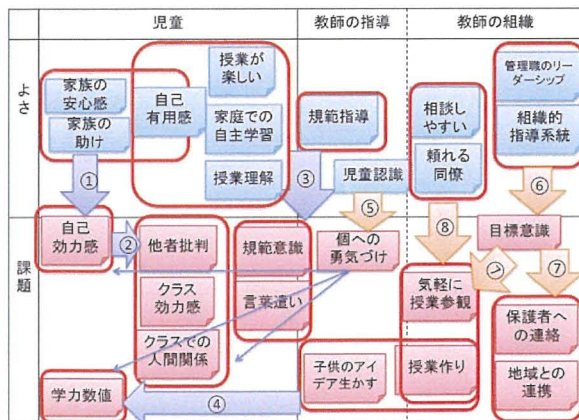 児童
教師の指導
教師の組織
よさ
家族の
安心感
家族の
助け
自己
有用感
授業が
楽しい
家庭での
自主学習
授業理解
規範指導
児童認識
相談し
やすい
頼れる
同僚
管理職のリー
ダーシップ
組織的
指導系統
①
③
⑤
⑧
⑥
課題
自己
効力感
②
他者批判
クラス
効力感
クラスでの
人間関係
規範意識
言葉遣い
個への
勇気づけ
気軽に
授業参観
目標意識
⑦
⑦
保護者へ
の連絡
地域との
連携
子供のアイ
デア生かす
授業作り
学力数値
④